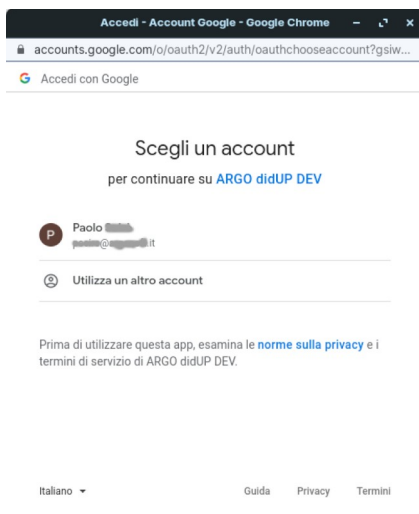 Accedi - Account Google - Google Chrome
accounts.google.com/o/oauth2/v2/auth/oauthchooseaccount?gsiw...
Accedi con Google
Scegli un account
per continuare su ARGO didUP DEV
P
Paolo
@ .it
Utilizza un altro account
Prima di utilizzare questa app, esamina le norme sulla privacy e i
termini di servizio di ARGO didUP DEV.
Italiano
Guida Privacy Termini